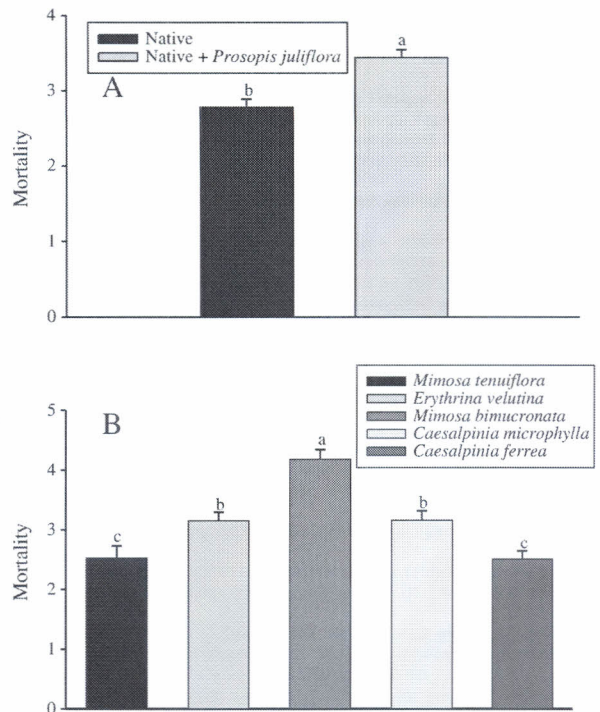 4
Native
Native + Prosopis juliflora
a
A
b
3
Mortality
2
1
0
Mimosa tenuiflora
Erythrina velutina
Mimosa bimucronata
Caesalpinia microphylla
Caesalpinia ferrea
5
B
a
4
b
b
c
c
3
Mortality
2
1
0